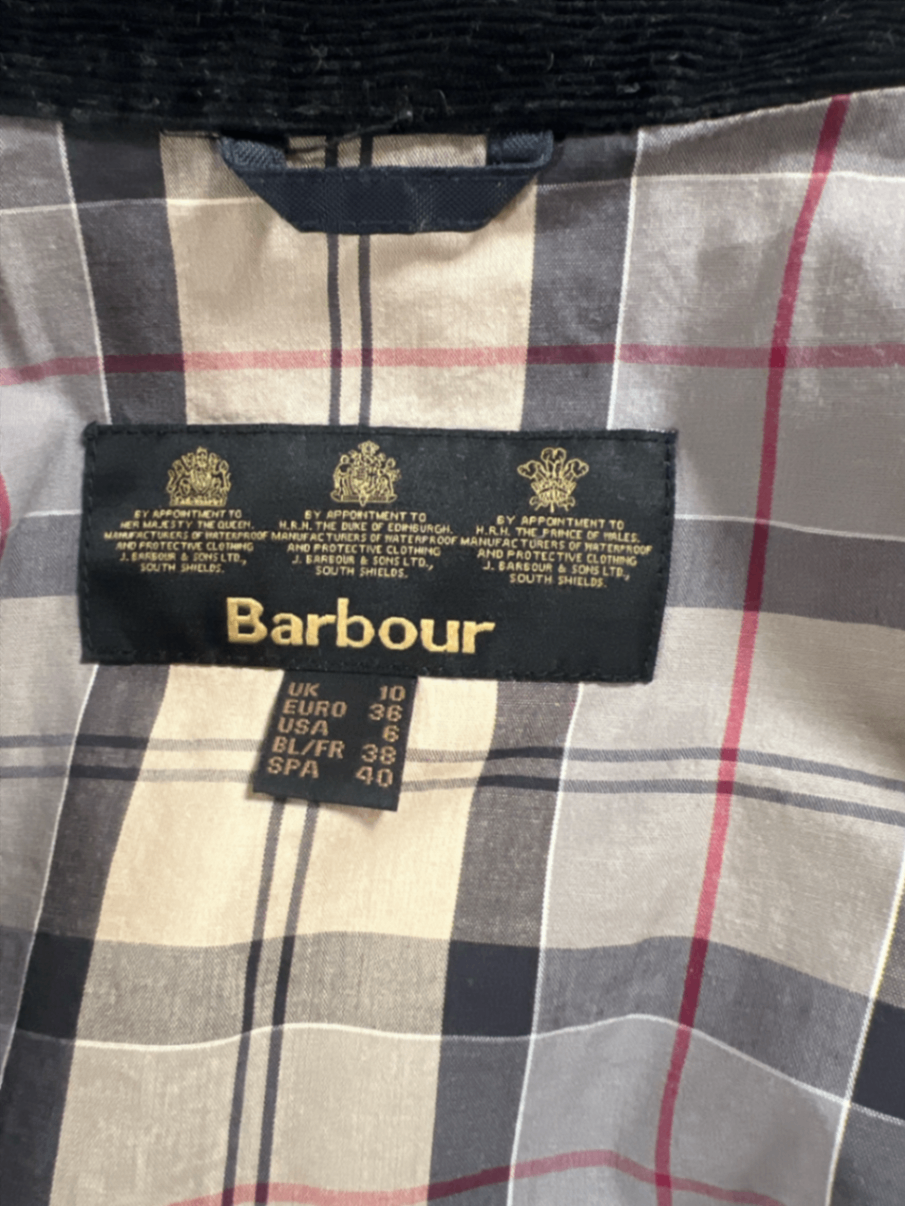 BY APPOINTMENT TO
HER MAJESTY THE QUEEN.
MANUFACTURERS OF WATERPROOF
AND PROTECTIVE CLOTHING
J. BARBOUR & SONS LTD.,
SOUTH SHIELDS.
BY APPOINTMENT TO
H.R.H. THE DUKE OF EDINBURGH.
MANUFACTURERS OF WATERPROOF
AND PROTECTIVE CLOTHING
J. BARBOUR & SONS LTD.,
SOUTH SHIELDS.
BY APPOINTMENT TO
H.R.H. THE PRINCE OF WALES.
MANUFACTURERS OF WATERPROOF
AND PROTECTIVE CLOTHING
J. BARBOUR & SONS LTD.,
SOUTH SHIELDS.
Barbour
UK 10
EURO 36
USA 6
BL/FR 38
SPA 40